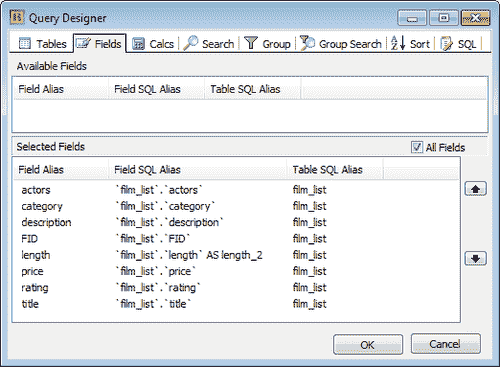 Query Designer
Tables Fields Calcs Search Group Group Search Sort SQL
Available Fields
Field Alias Field SQL Alias Table SQL Alias
Selected Fields All Fields
Field Alias Field SQL Alias Table SQL Alias
actors `film_list`.`actors` film_list
category `film_list`.`category` film_list
description `film_list`.`description` film_list
FID `film_list`.`FID` film_list
length `film_list`.`length` AS length_2 film_list
price `film_list`.`price` film_list
rating `film_list`.`rating` film_list
title `film_list`.`title` film_list
OK Cancel